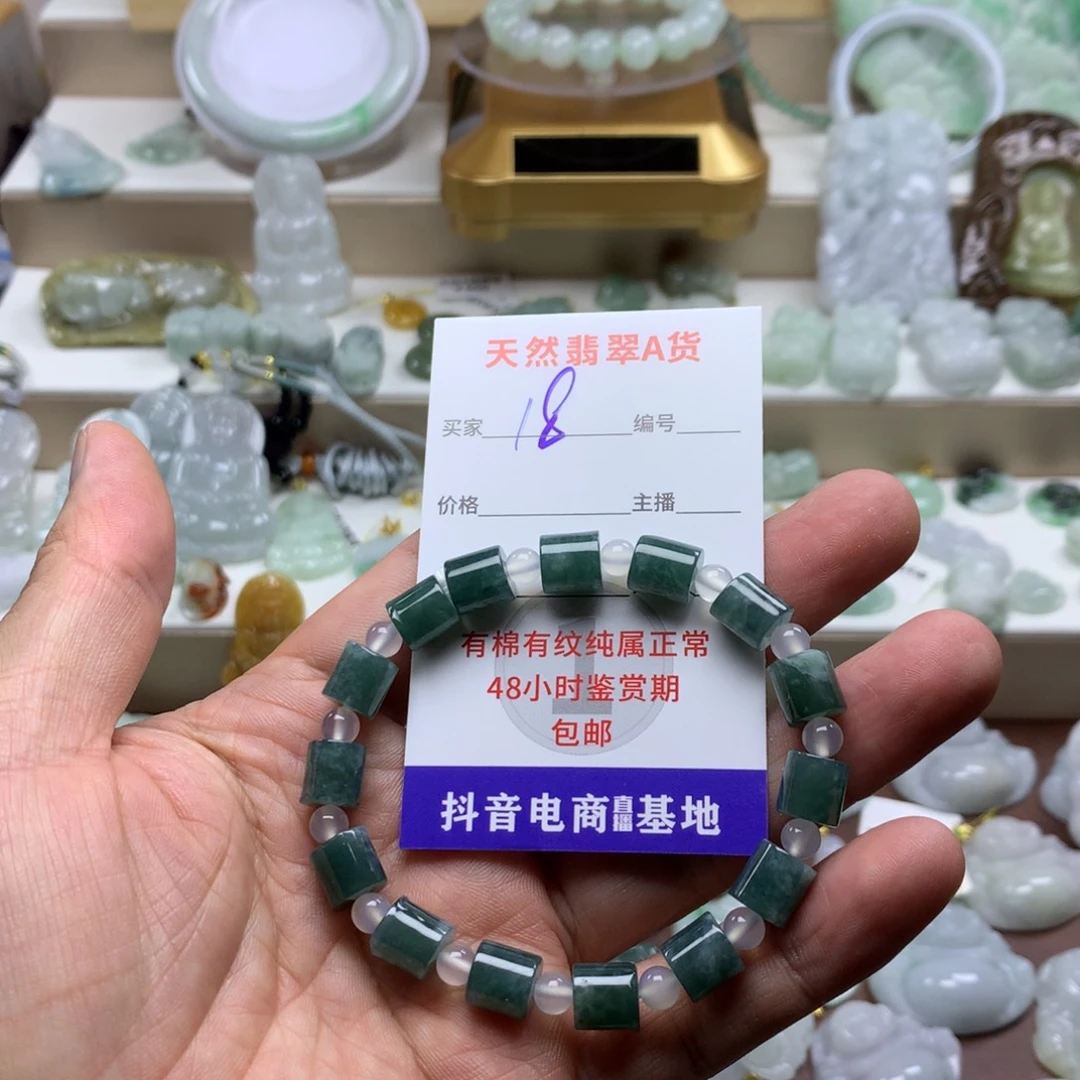 天然翡翠A货
买家 18 编号
价格 主播
有棉有纹纯属正常
48小时鉴赏期
包邮
抖音电商直播基地